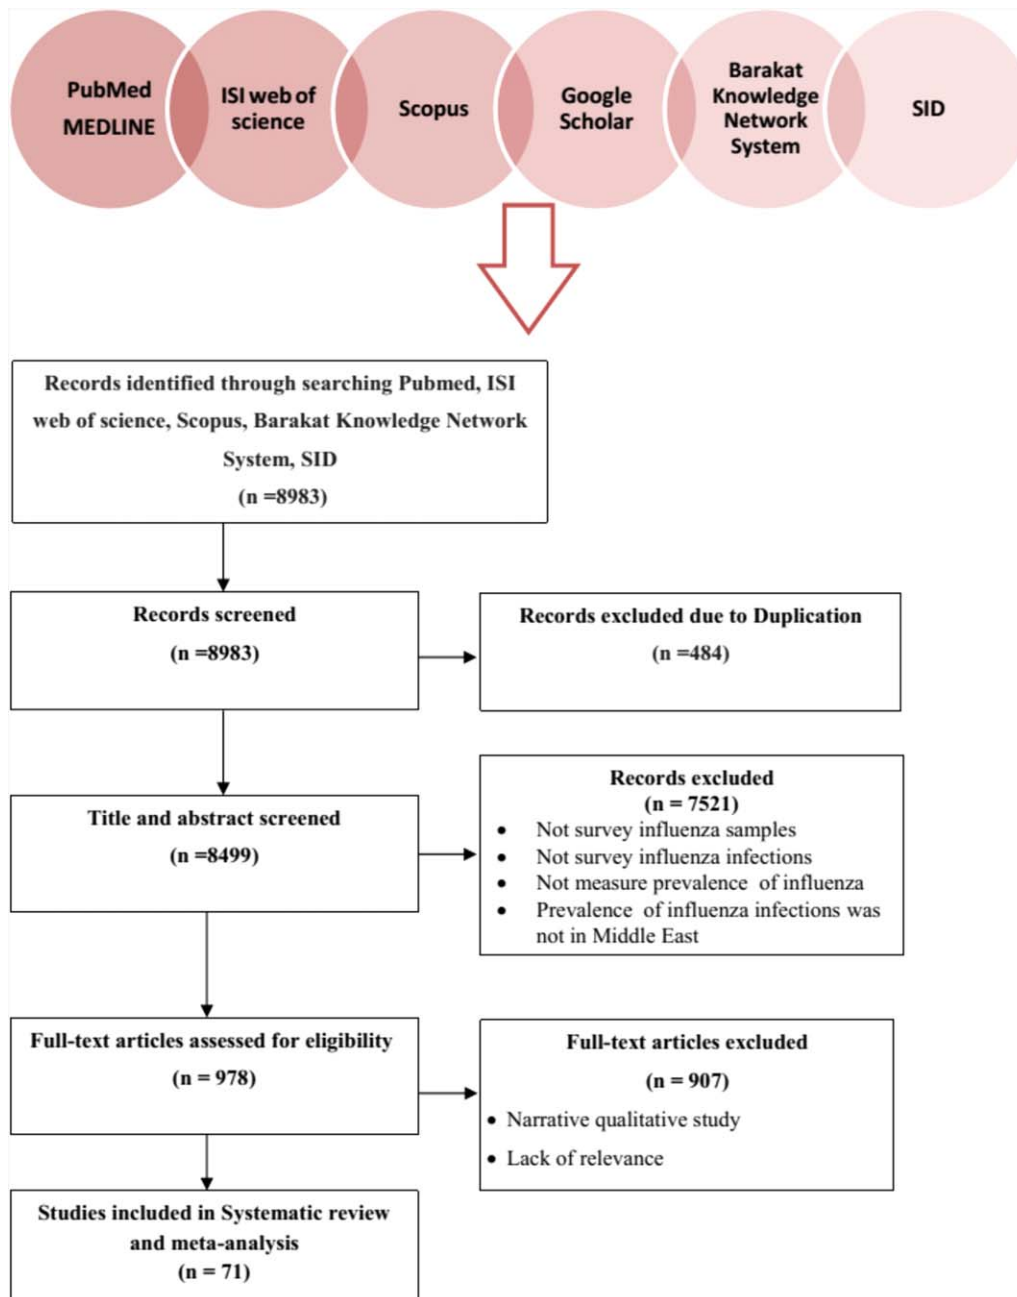 PubMed
MEDLINE
ISI web of
science
Scopus
Google
Scholar
Barakat
Knowledge
Network
System
SID
Records identified through searching Pubmed, ISI
web of science, Scopus, Barakat Knowledge Network
System, SID
(n =8983)
Records screened
(n =8983)
Records excluded due to Duplication
(n =484)
Title and abstract screened
(n =8499)
Records excluded
(n = 7521)
• Not survey influenza samples
• Not survey influenza infections
• Not measure prevalence of influenza
• Prevalence of influenza infections was
not in Middle East
Full-text articles assessed for eligibility
(n = 978)
Full-text articles excluded
(n = 907)
• Narrative qualitative study
• Lack of relevance
Studies included in Systematic review
and meta-analysis
(n = 71)